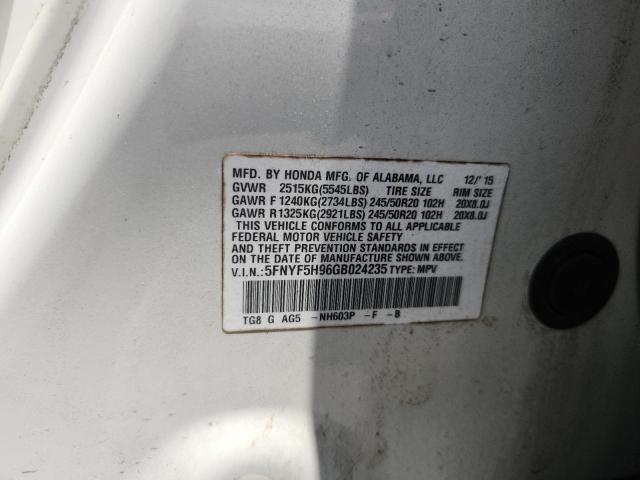 MFD. BY HONDA MFG. OF ALABAMA, LLC 12/'15
GVWR 2515KG(5545LBS) TIRE SIZE RIM SIZE
GAWR F 1240KG(2734LBS) 245/50R20 102H 20X8.0J
GAWR R 1325KG(2921LBS) 245/50R20 102H 20X8.0J
THIS VEHICLE CONFORMS TO ALL APPLICABLE
FEDERAL MOTOR VEHICLE SAFETY
AND THEFT PREVENTION STANDARDS IN EFFECT
ON THE DATE OF MANUFACTURE SHOWN ABOVE.
V.I.N.:5FNYF5H96GB024235 TYPE: MPV
TG8 G AG5 -NH603P -F -B